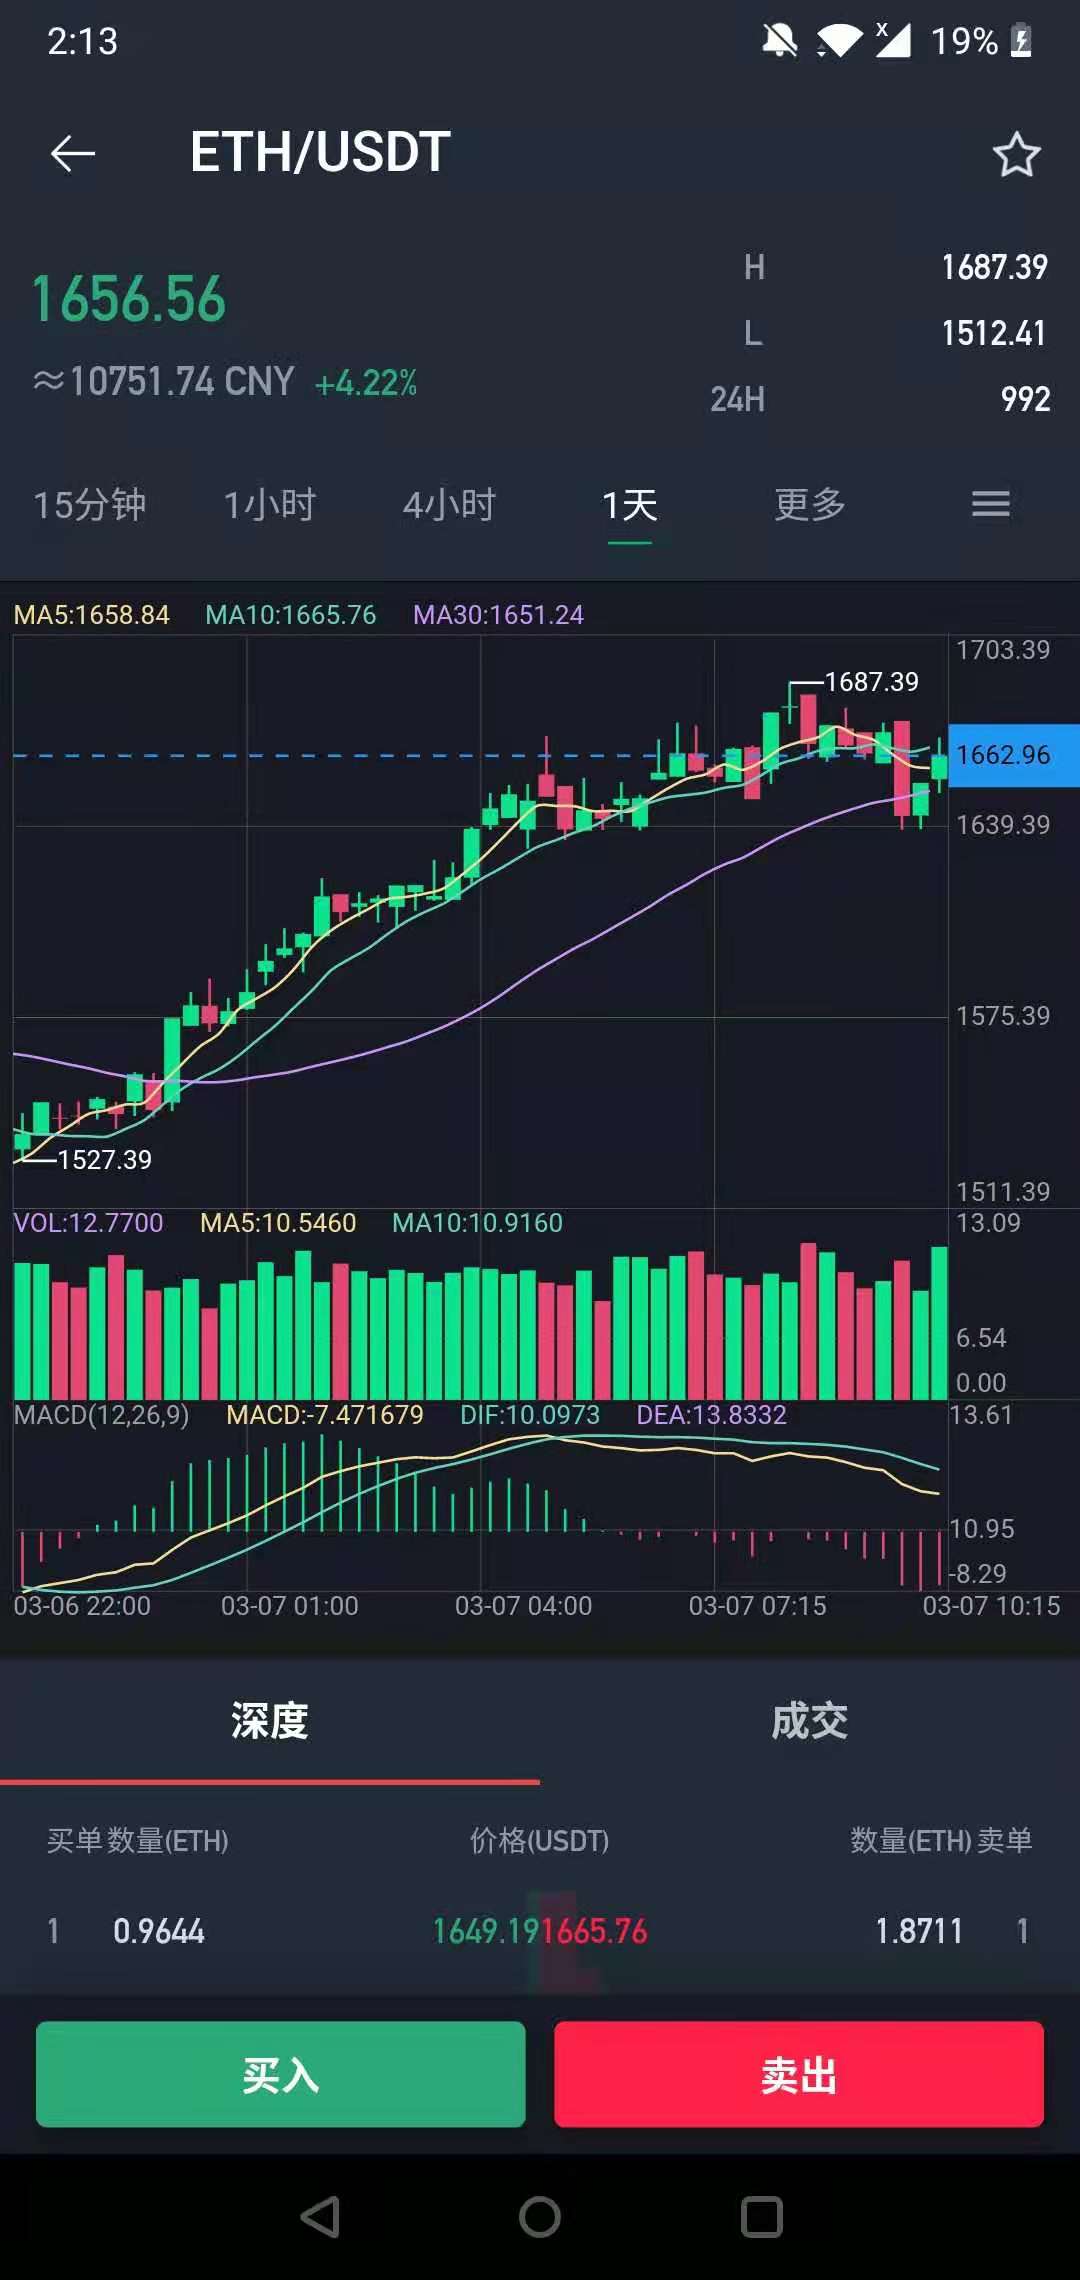 2:13 x 19%
ETH/USDT
1656.56
≈10751.74 CNY +4.22%
H 1687.39
L 1512.41
24H 992
15分钟 1小时 4小时 1天 更多
MA5:1658.84 MA10:1665.76 MA30:1651.24
1703.39
1687.39
1662.96
1639.39
1575.39
1527.39
1511.39
VOL:12.7700 MA5:10.5460 MA10:10.9160 13.09
6.54
0.00
MACD(12,26,9) MACD:-7.471679 DIF:10.0973 DEA:13.8332 13.61
10.95
-8.29
03-06 22:00 03-07 01:00 03-07 04:00 03-07 07:15 03-07 10:15
深度 成交
买单 数量(ETH) 价格(USDT) 数量(ETH) 卖单
1 0.9644 1649.19 1665.76 1.8711 1
买入 卖出